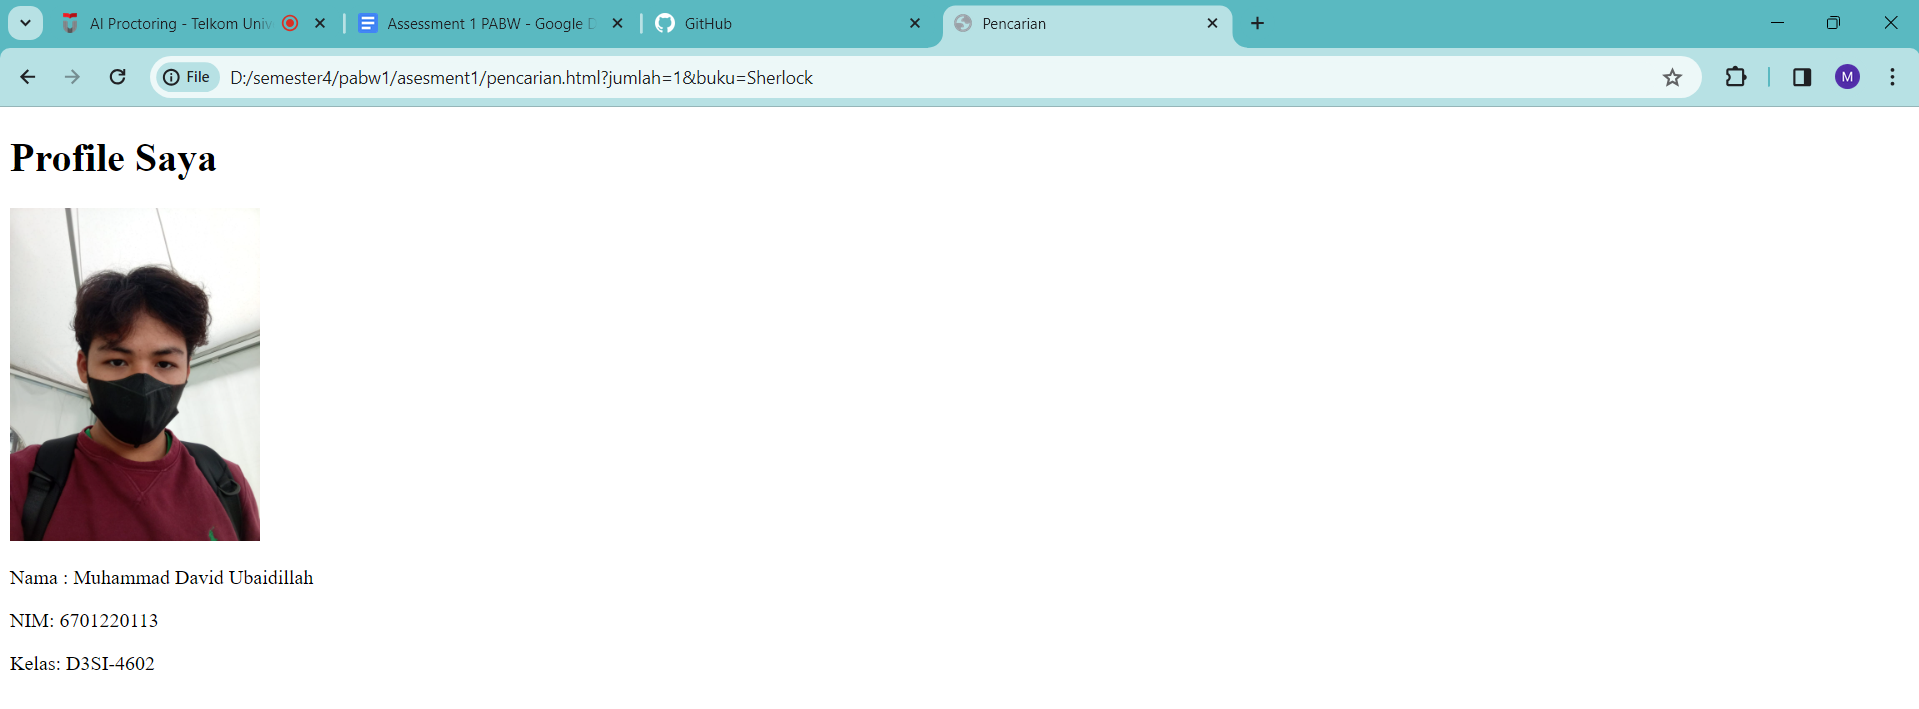 AI Proctoring - Telkom Univ
Assessment 1 PABW - Google D
GitHub
Pencarian
File
D:/semester4/pabw1/asesment1/pencarian.html?jumlah=1&buku=Sherlock
M
Profile Saya
Nama : Muhammad David Ubaidillah
NIM: 6701220113
Kelas: D3SI-4602